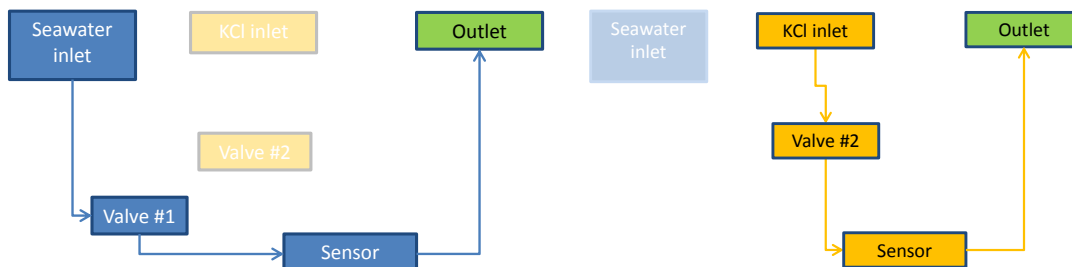 Seawater
inlet
KCl inlet
Outlet
Valve #2
Valve #1
Sensor
Seawater
inlet
KCl inlet
Outlet
Valve #2
Sensor